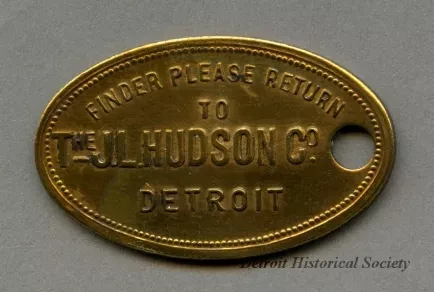 FINDER PLEASE RETURN
TO
THE J.L. HUDSON CO.
DETROIT
Detroit Historical Society